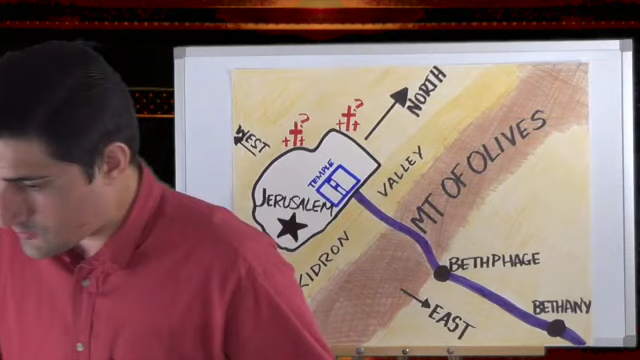 NORTH
? ?
WEST
TEMPLE
JERUSALEM
KIDRON VALLEY
MT OF OLIVES
BETHPHAGE
EAST
BETHANY